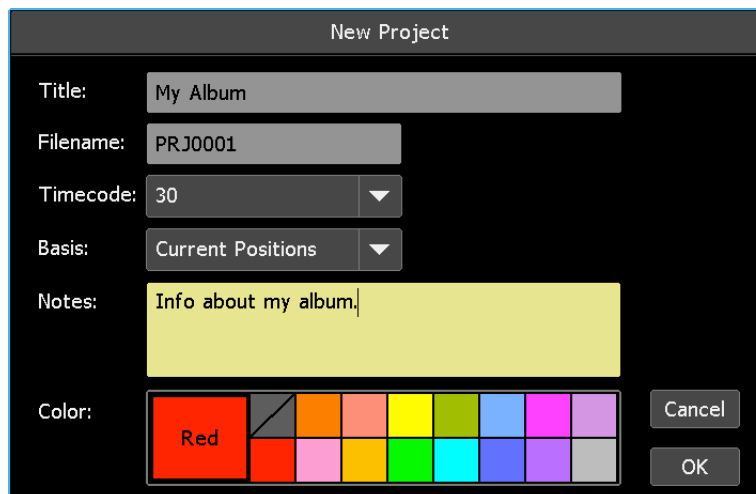 New Project
Title: My Album
Filename: PRJ0001
Timecode: 30
Basis: Current Positions
Notes: Info about my album.
Color: Red
Cancel
OK